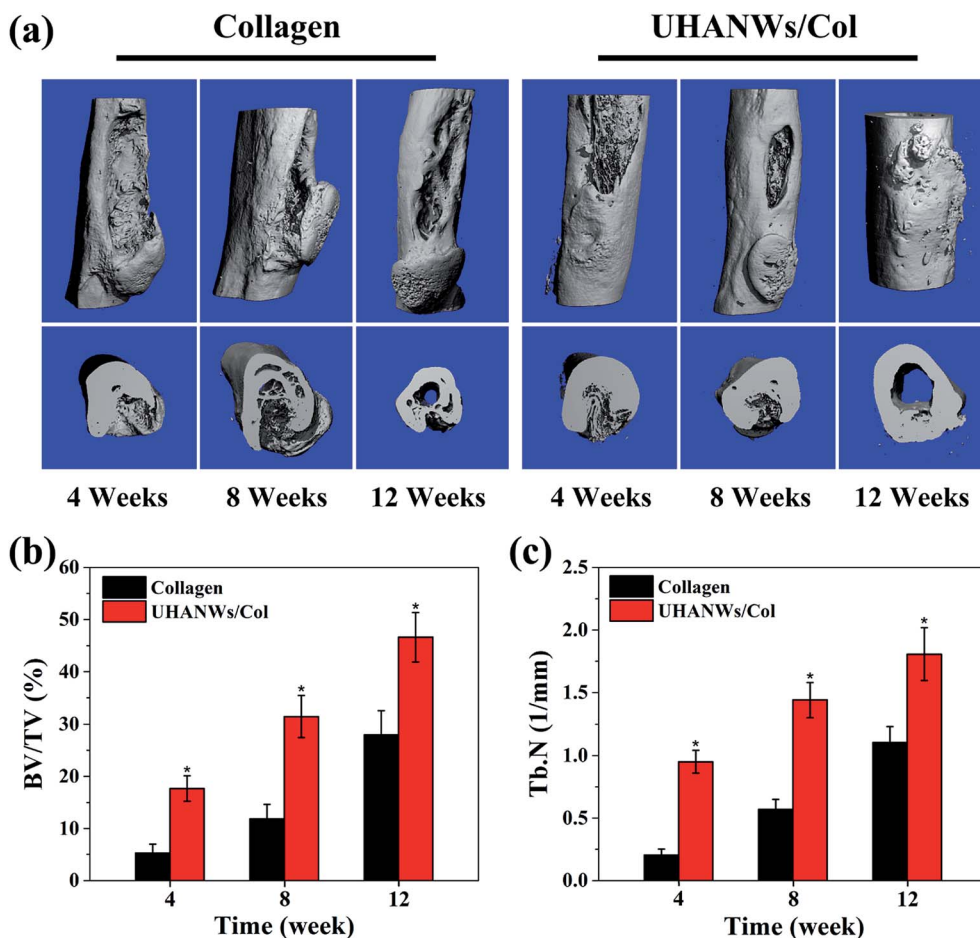 (a)
Collagen UHANWs/Col
4 Weeks 8 Weeks 12 Weeks 4 Weeks 8 Weeks 12 Weeks
(b)
60
50
40
30
20
10
0
BV/TV (%)
Collagen
UHANWs/Col
*
*
*
4 8 12
Time (week)
(c)
2.5
2.0
1.5
1.0
0.5
0.0
Tb.N (1/mm)
Collagen
UHANWs/Col
*
*
*
4 8 12
Time (week)